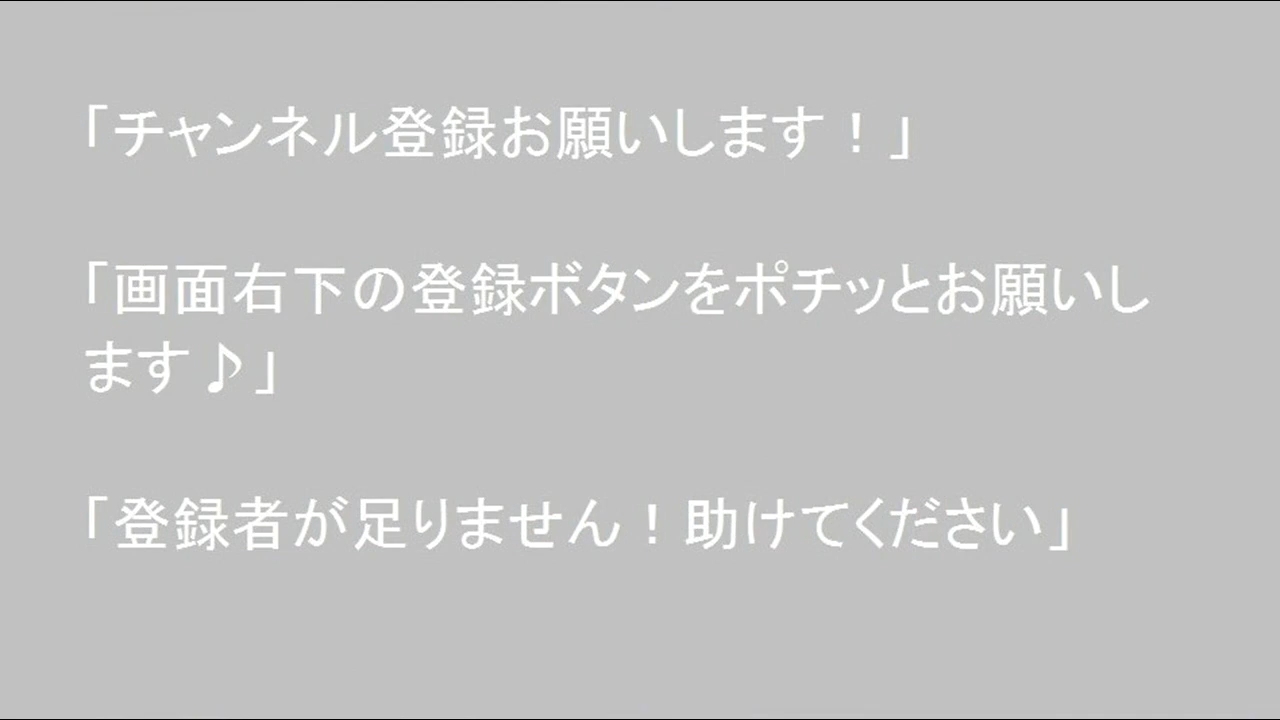 「チャンネル登録お願いします！」
「画面右下の登録ボタンをポチッとお願いし
ます♪」
「登録者が足りません！助けてください」